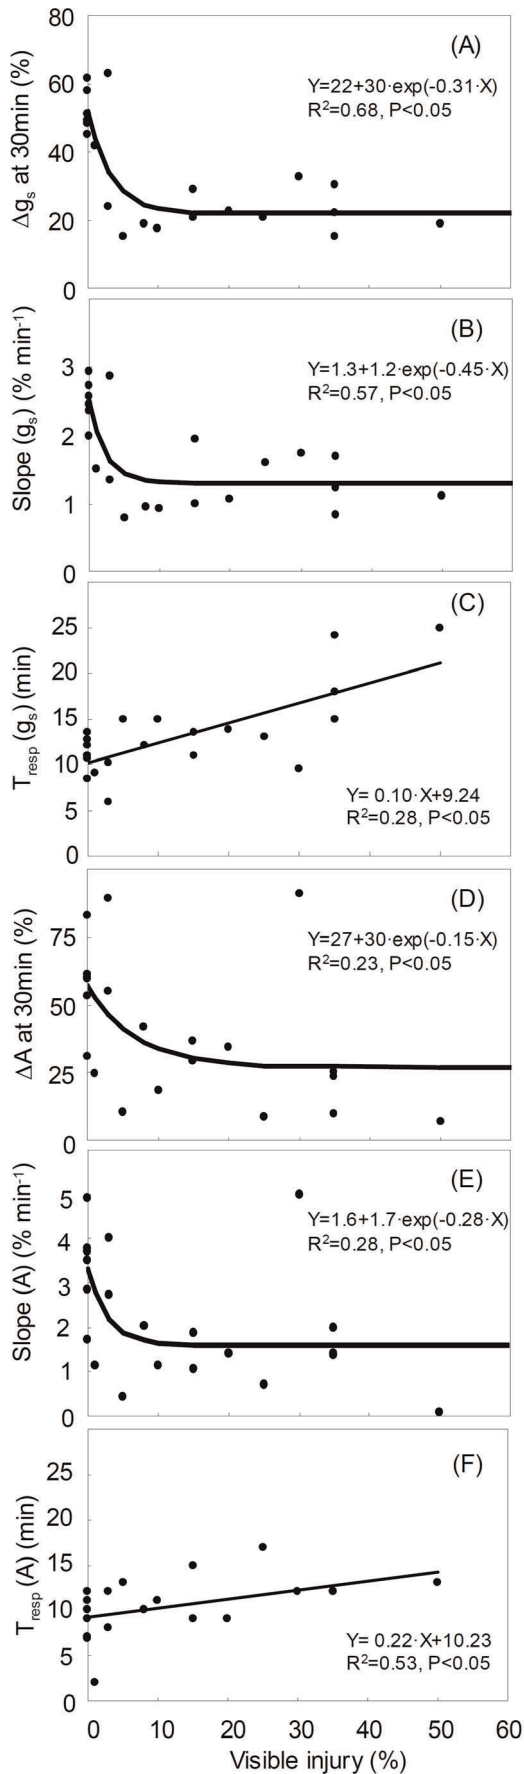 80
(A)
Y=22+30·exp(-0.31·X)
R²=0.68, P<0.05
60
40
20
0
Δgs at 30min (%)
(B)
Y=1.3+1.2·exp(-0.45·X)
R²=0.57, P<0.05
3
2
1
0
Slope (gs) (% min⁻¹)
(C)
25
20
15
10
5
0
Tresp (gs) (min)
Y= 0.10·X+9.24
R²=0.28, P<0.05
(D)
Y=27+30·exp(-0.15·X)
R²=0.23, P<0.05
75
50
25
0
ΔA at 30min (%)
(E)
Y=1.6+1.7·exp(-0.28·X)
R²=0.28, P<0.05
5
4
3
2
1
0
Slope (A) (% min⁻¹)
(F)
25
20
15
10
5
0
Tresp (A) (min)
Y= 0.22·X+10.23
R²=0.53, P<0.05
0 10 20 30 40 50 60
Visible injury (%)